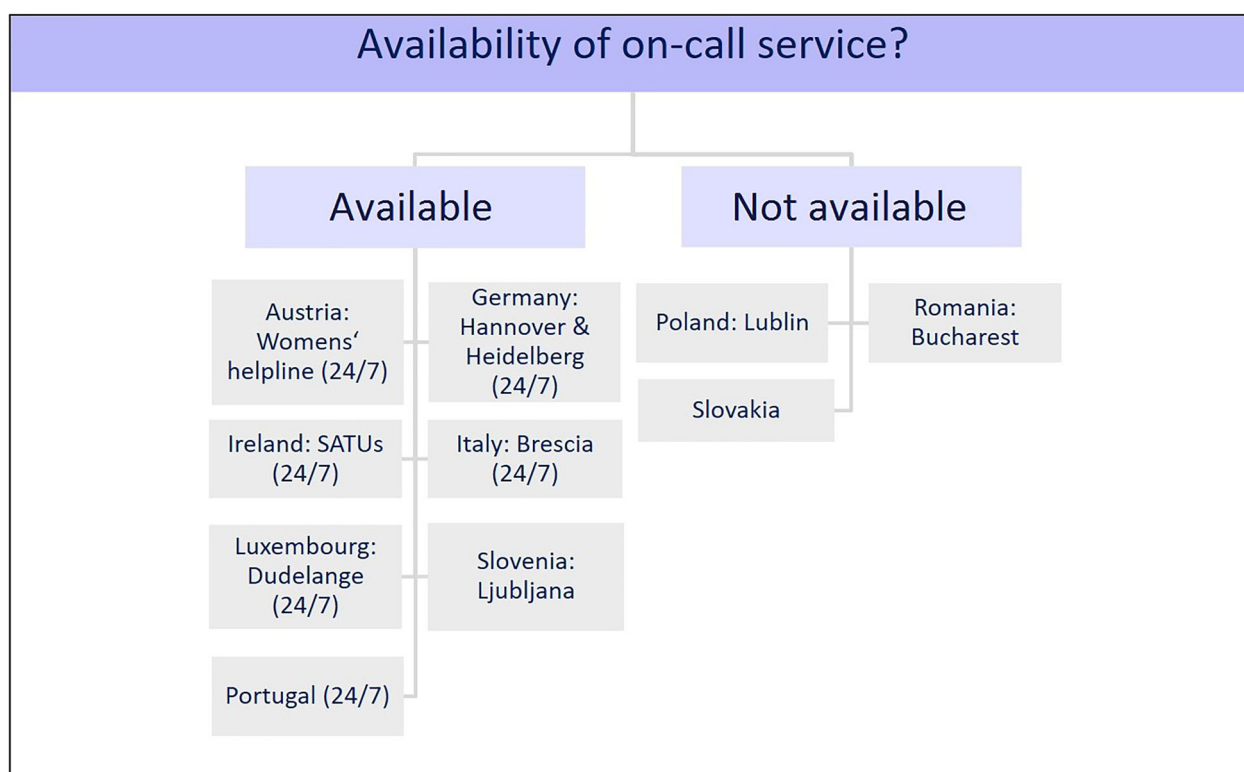 Availability of on-call service?
Available
Not available
Austria:
Womens‘
helpline (24/7)
Germany:
Hannover &
Heidelberg
(24/7)
Ireland: SATUs
(24/7)
Italy: Brescia
(24/7)
Luxembourg:
Dudelange
(24/7)
Slovenia:
Ljubljana
Portugal (24/7)
Poland: Lublin
Romania:
Bucharest
Slovakia